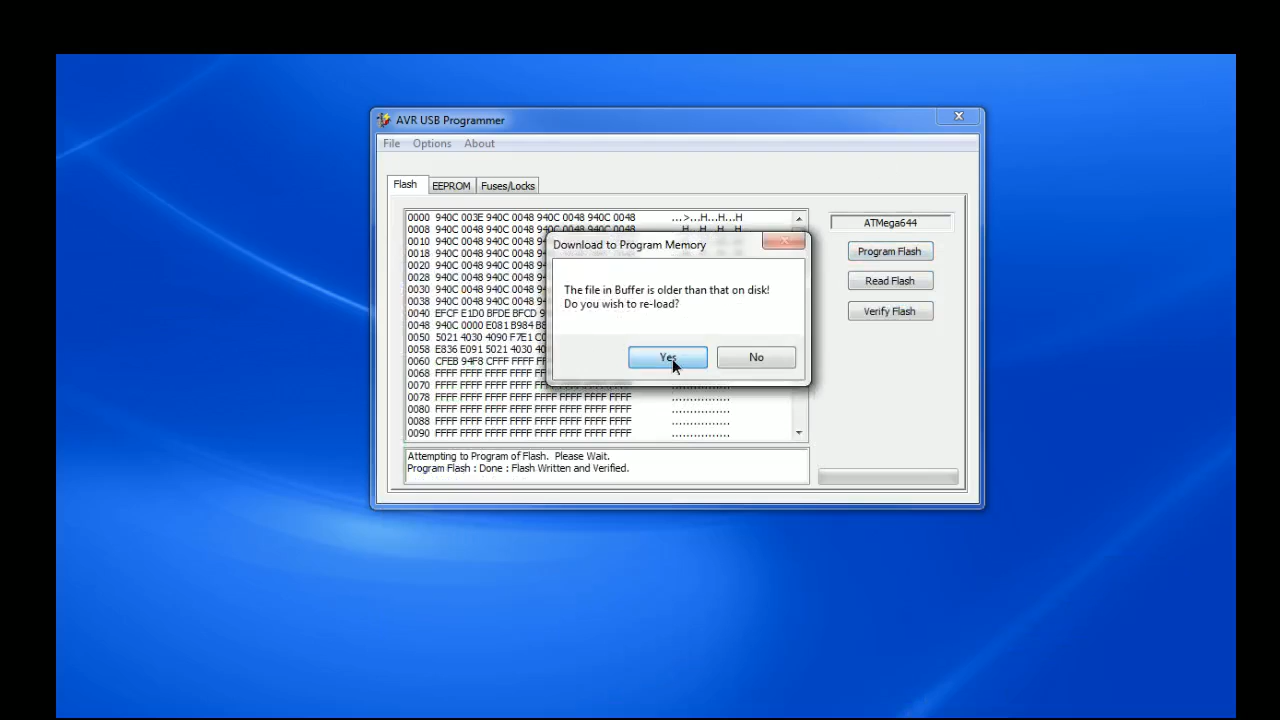 AVR USB Programmer
File Options About
Flash EEPROM Fuses/Locks
0000 940C 003E 940C 0048 940C 0048 940C 0048 ...>...H...H...H
0008 940C 0048 940C 0048 940C 0048 940C 0048
0010 940C 0048 940C 0048
0018 940C 0048 940C 0048
0020 940C 0048 940C 0048
0028 940C 0048 940C 0048
0030 940C 0048 940C 0048
0038 940C 0048 940C 0048
0040 EFCF E1D0 BFDE BFCD
0048 940C 0000 E081 B984
0050 5021 4030 4090 F7E1
0058 E836 E091 5021 4030
0060 CFEB 94F8 CFFF FFFF
0068 FFFF FFFF FFFF FFFF
0070 FFFF FFFF FFFF FFFF FFFF FFFF FFFF FFFF ................
0078 FFFF FFFF FFFF FFFF FFFF FFFF FFFF FFFF ................
0080 FFFF FFFF FFFF FFFF FFFF FFFF FFFF FFFF ................
0088 FFFF FFFF FFFF FFFF FFFF FFFF FFFF FFFF ................
0090 FFFF FFFF FFFF FFFF FFFF FFFF FFFF FFFF ................
Download to Program Memory
The file in Buffer is older than that on disk!
Do you wish to re-load?
Yes No
ATMega644
Program Flash
Read Flash
Verify Flash
Attempting to Program of Flash. Please Wait.
Program Flash : Done : Flash Written and Verified.